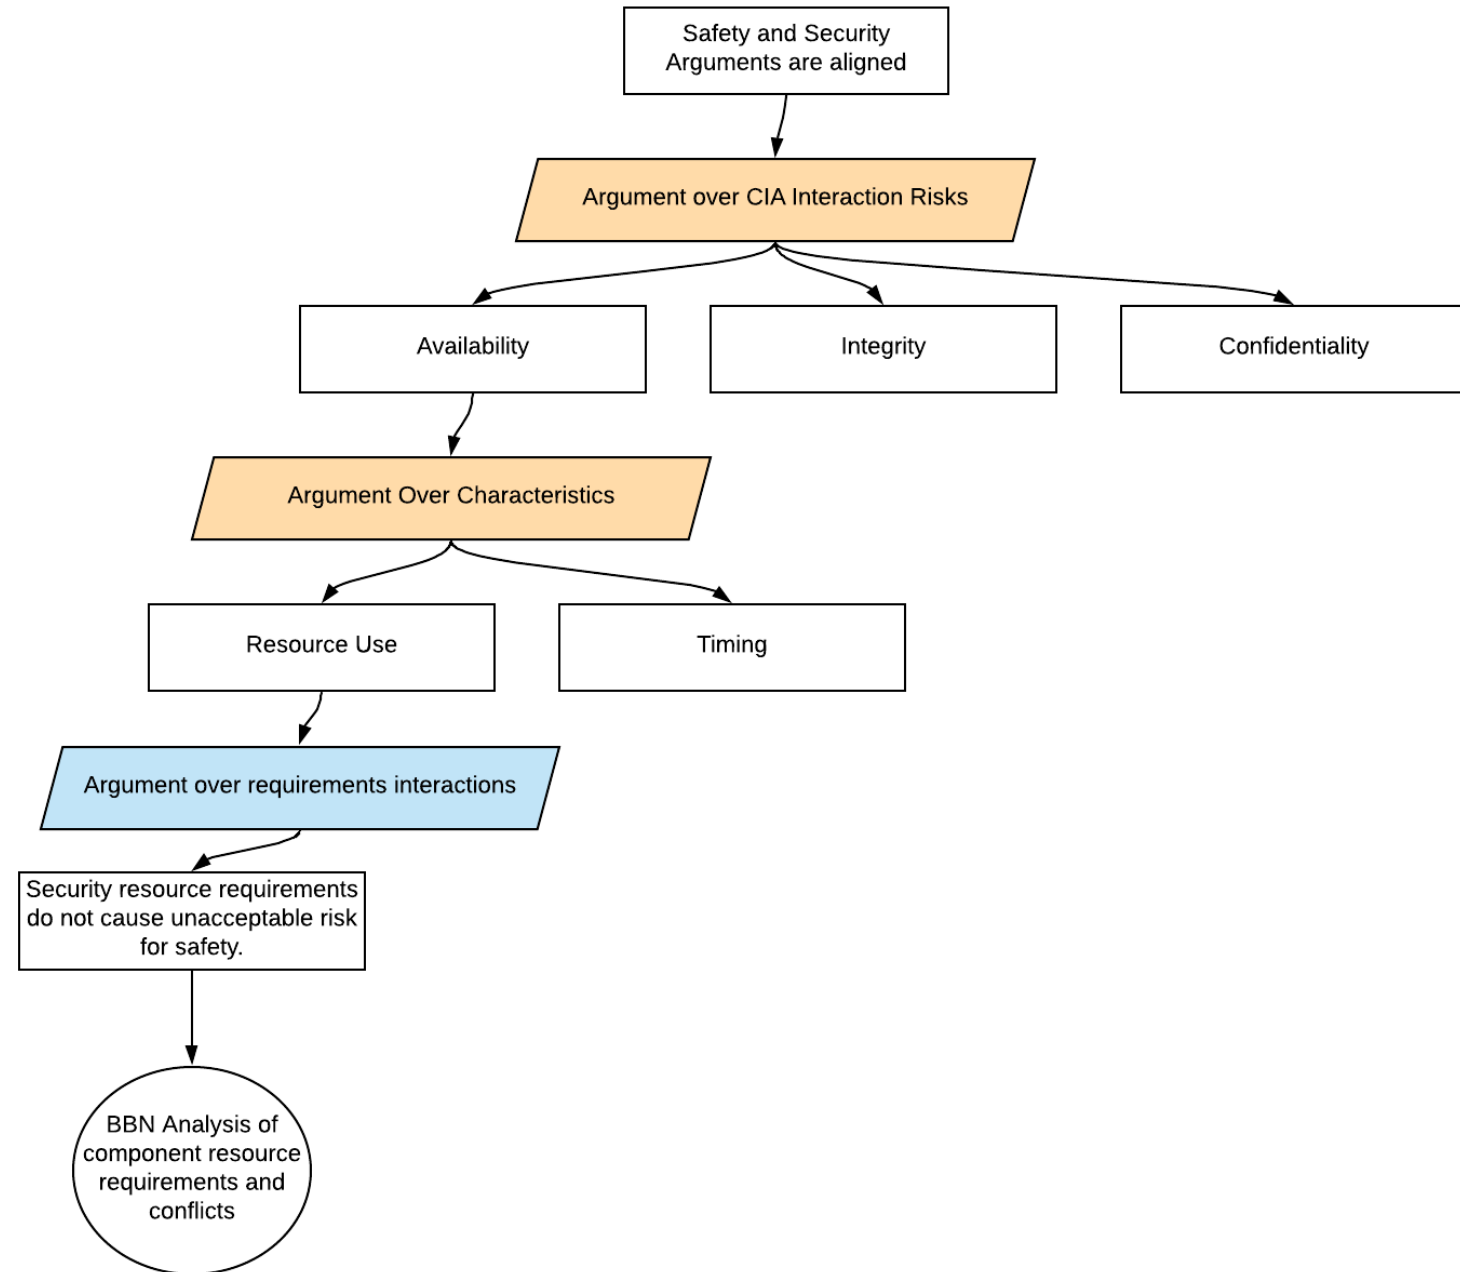 Safety and Security
Arguments are aligned
Argument over CIA Interaction Risks
Availability
Integrity
Confidentiality
Argument Over Characteristics
Resource Use
Timing
Argument over requirements interactions
Security resource requirements
do not cause unacceptable risk
for safety.
BBN Analysis of
component resource
requirements and
conflicts